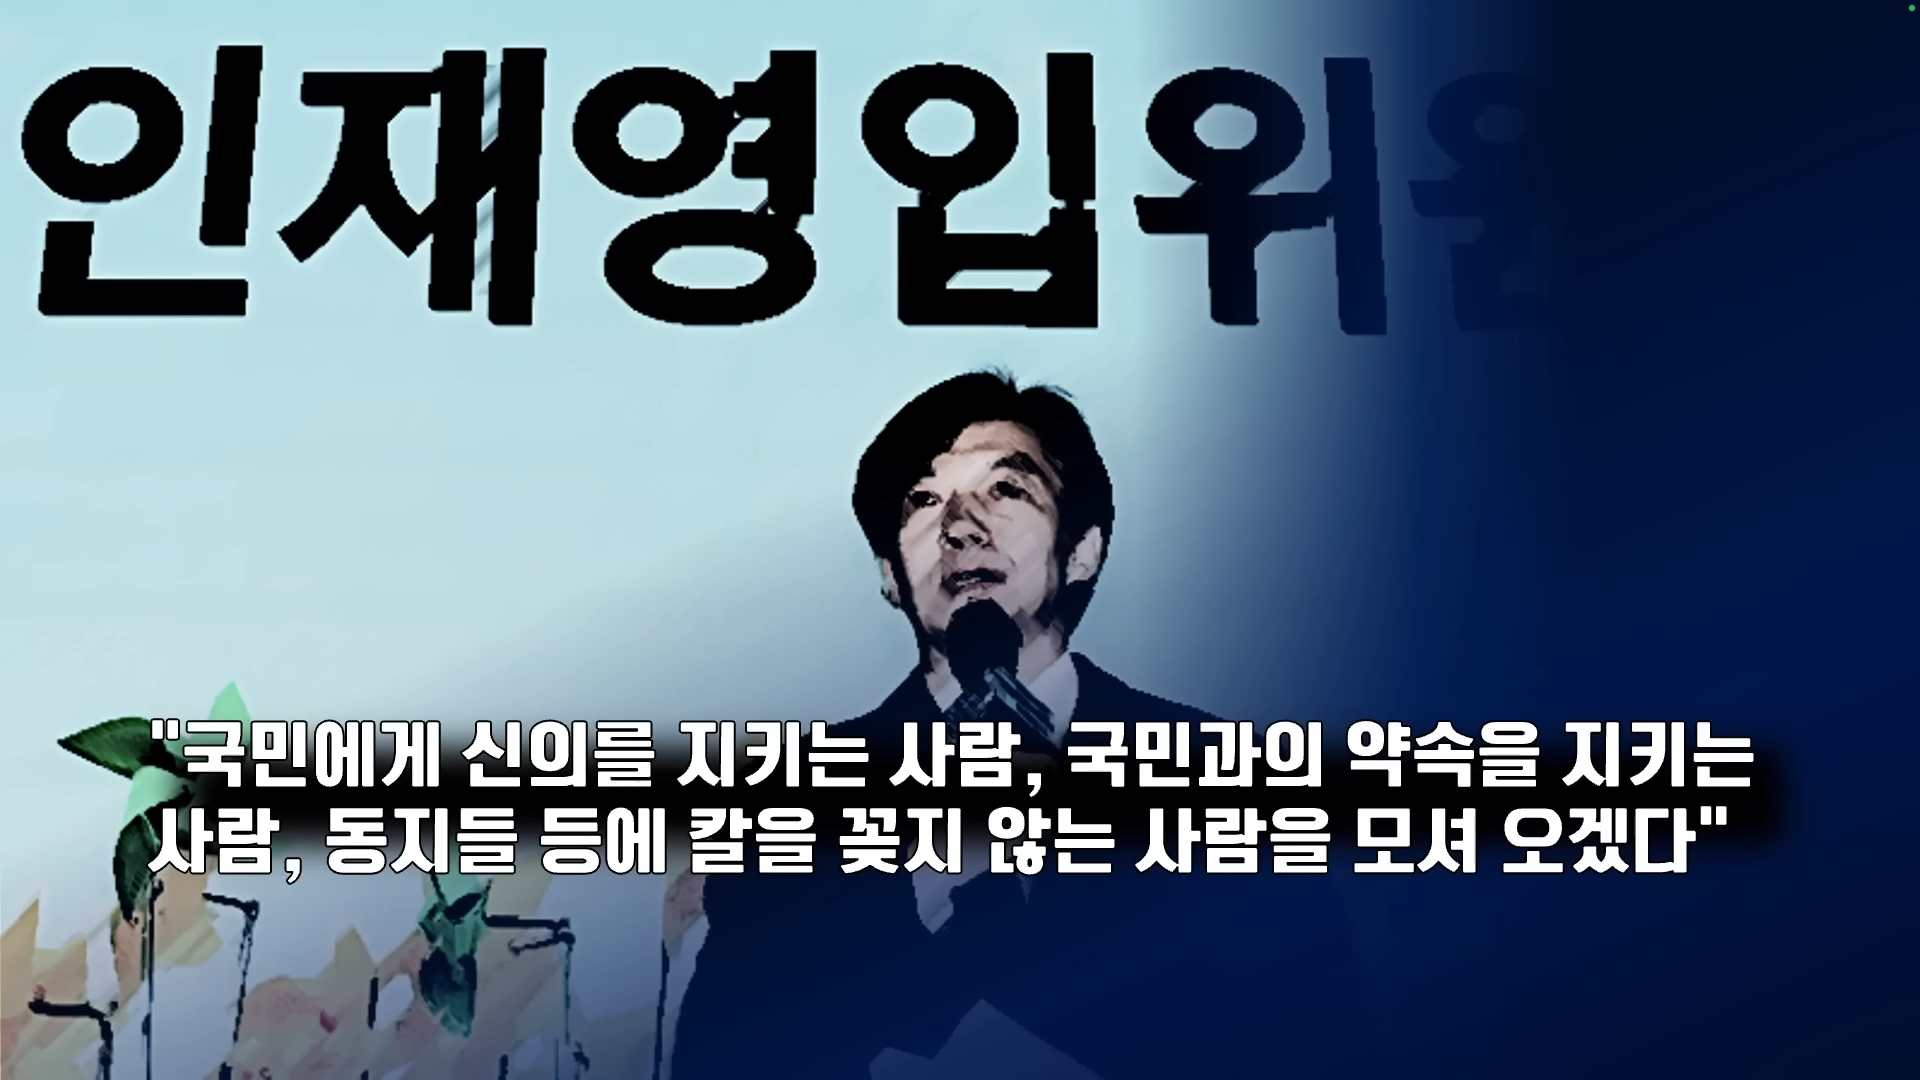 인재영입위원
"국민에게 신의를 지키는 사람, 국민과의 약속을 지키는
사람, 동지들 등에 칼을 꽂지 않는 사람을 모셔 오겠다"